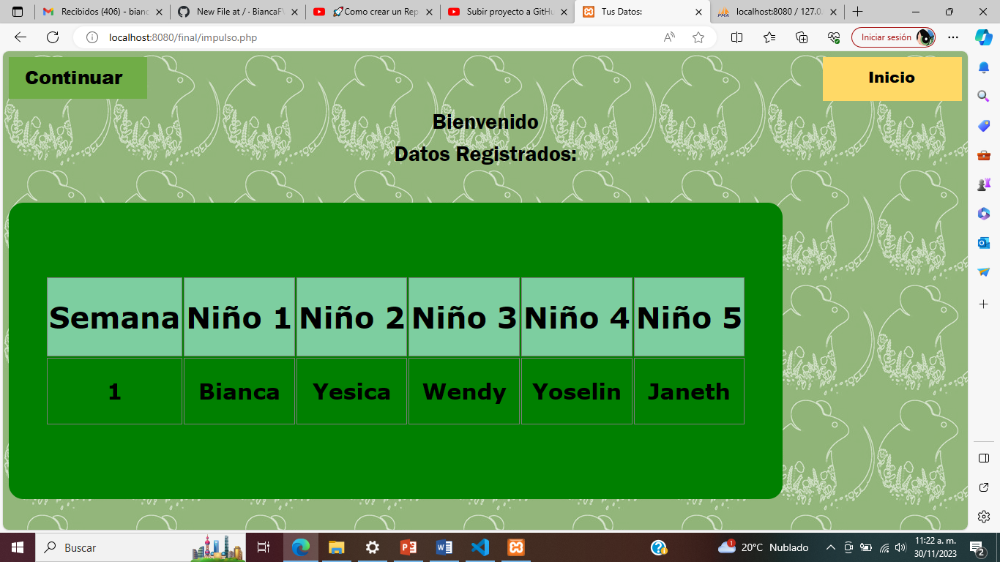 Recibidos (406) - bianc
New File at / · BiancaFV
🚀Como crear un Rep
Subir proyecto a GitHu
Tus Datos:
localhost:8080 / 127.0.
localhost:8080/final/impulso.php
Iniciar sesión
Continuar
Inicio
Bienvenido
Datos Registrados:
Semana Niño 1 Niño 2 Niño 3 Niño 4 Niño 5
1 Bianca Yesica Wendy Yoselin Janeth
Buscar
20°C Nublado
11:22 a. m.
30/11/2023
2